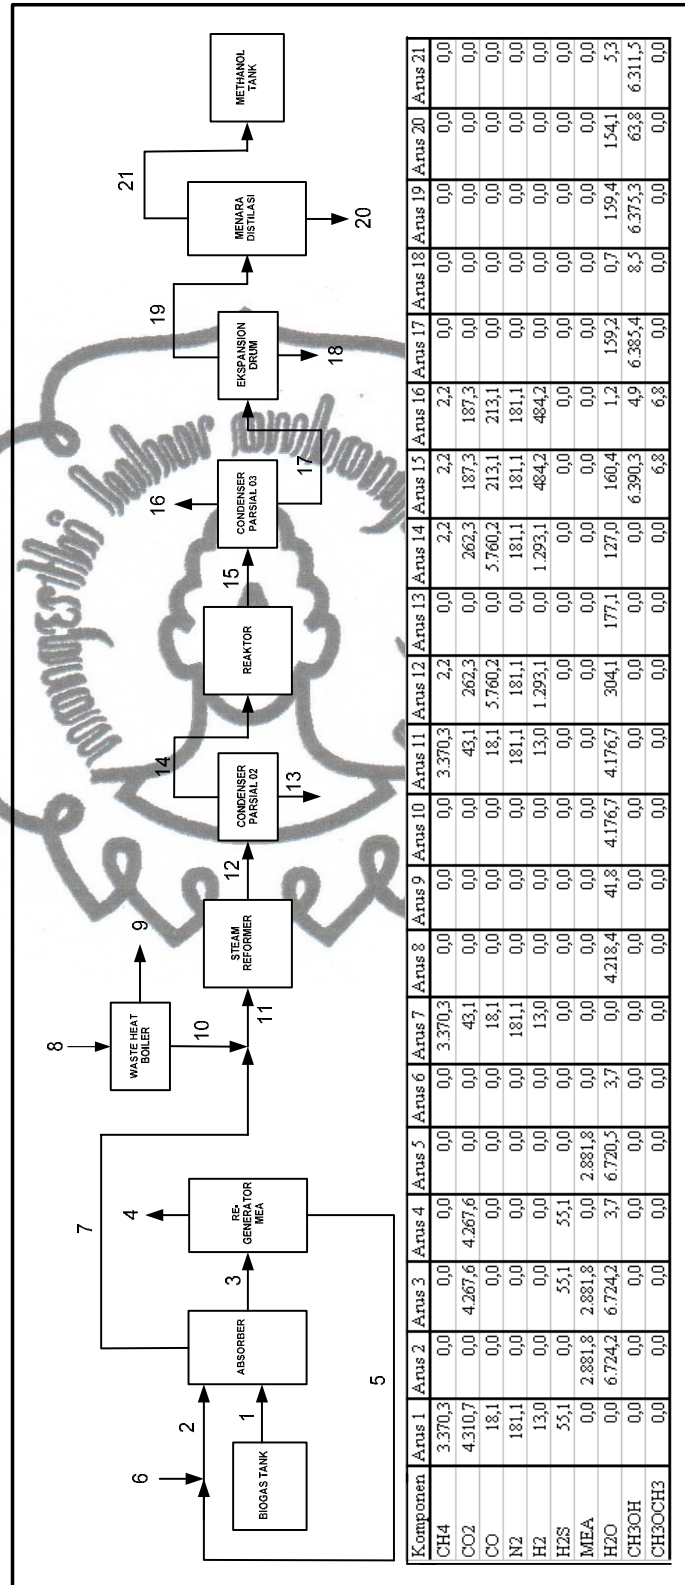 BIOGAS TANK
1
2
6
ABSORBER
7
3
5
RE-
GENERATOR
MEA
4
8
WASTE HEAT
BOILER
9
10
11
STEAM
REFORMER
12
CONDENSER
PARSIAL 02
13
14
REAKTOR
15
CONDENSER
PARSIAL 03
16
17
EKSPANSION
DRUM
18
19
MENARA
DISTILASI
20
21
METHANOL
TANK
Komponen Arus 1 Arus 2 Arus 3 Arus 4 Arus 5 Arus 6 Arus 7 Arus 8 Arus 9 Arus 10 Arus 11 Arus 12 Arus 13 Arus 14 Arus 15 Arus 16 Arus 17 Arus 18 Arus 19 Arus 20 Arus 21
CH4 3.370,3 0,0 0,0 0,0 0,0 0,0 3.370,3 0,0 0,0 0,0 3.370,3 2,2 0,0 2,2 2,2 2,2 0,0 0,0 0,0 0,0 0,0
CO2 4.310,7 0,0 4.267,6 4.267,6 0,0 0,0 43,1 0,0 0,0 0,0 43,1 262,3 0,0 262,3 187,3 187,3 0,0 0,0 0,0 0,0 0,0
CO 18,1 0,0 0,0 0,0 0,0 0,0 18,1 0,0 0,0 0,0 18,1 5.760,2 0,0 5.760,2 213,1 213,1 0,0 0,0 0,0 0,0 0,0
N2 181,1 0,0 0,0 0,0 0,0 0,0 181,1 0,0 0,0 0,0 181,1 181,1 0,0 181,1 181,1 181,1 0,0 0,0 0,0 0,0 0,0
H2 13,0 0,0 0,0 0,0 0,0 0,0 13,0 0,0 0,0 0,0 13,0 1.293,1 0,0 1.293,1 484,2 484,2 0,0 0,0 0,0 0,0 0,0
H2S 55,1 0,0 55,1 55,1 0,0 0,0 0,0 0,0 0,0 0,0 0,0 0,0 0,0 0,0 0,0 0,0 0,0 0,0 0,0 0,0 0,0
MEA 0,0 2.881,8 2.881,8 0,0 2.881,8 0,0 0,0 0,0 0,0 0,0 0,0 0,0 0,0 0,0 0,0 0,0 0,0 0,0 0,0 0,0 0,0
H2O 0,0 6.724,2 6.724,2 3,7 6.720,5 3,7 0,0 4.218,4 41,8 4.176,7 4.176,7 304,1 177,1 127,0 160,4 1,2 159,2 0,7 159,4 154,1 5,3
CH3OH 0,0 0,0 0,0 0,0 0,0 0,0 0,0 0,0 0,0 0,0 0,0 0,0 0,0 0,0 6.390,3 4,9 6.385,4 8,5 6.375,3 63,8 6.311,5
CH3OCH3 0,0 0,0 0,0 0,0 0,0 0,0 0,0 0,0 0,0 0,0 0,0 0,0 0,0 0,0 6,8 6,8 0,0 0,0 0,0 0,0 0,0